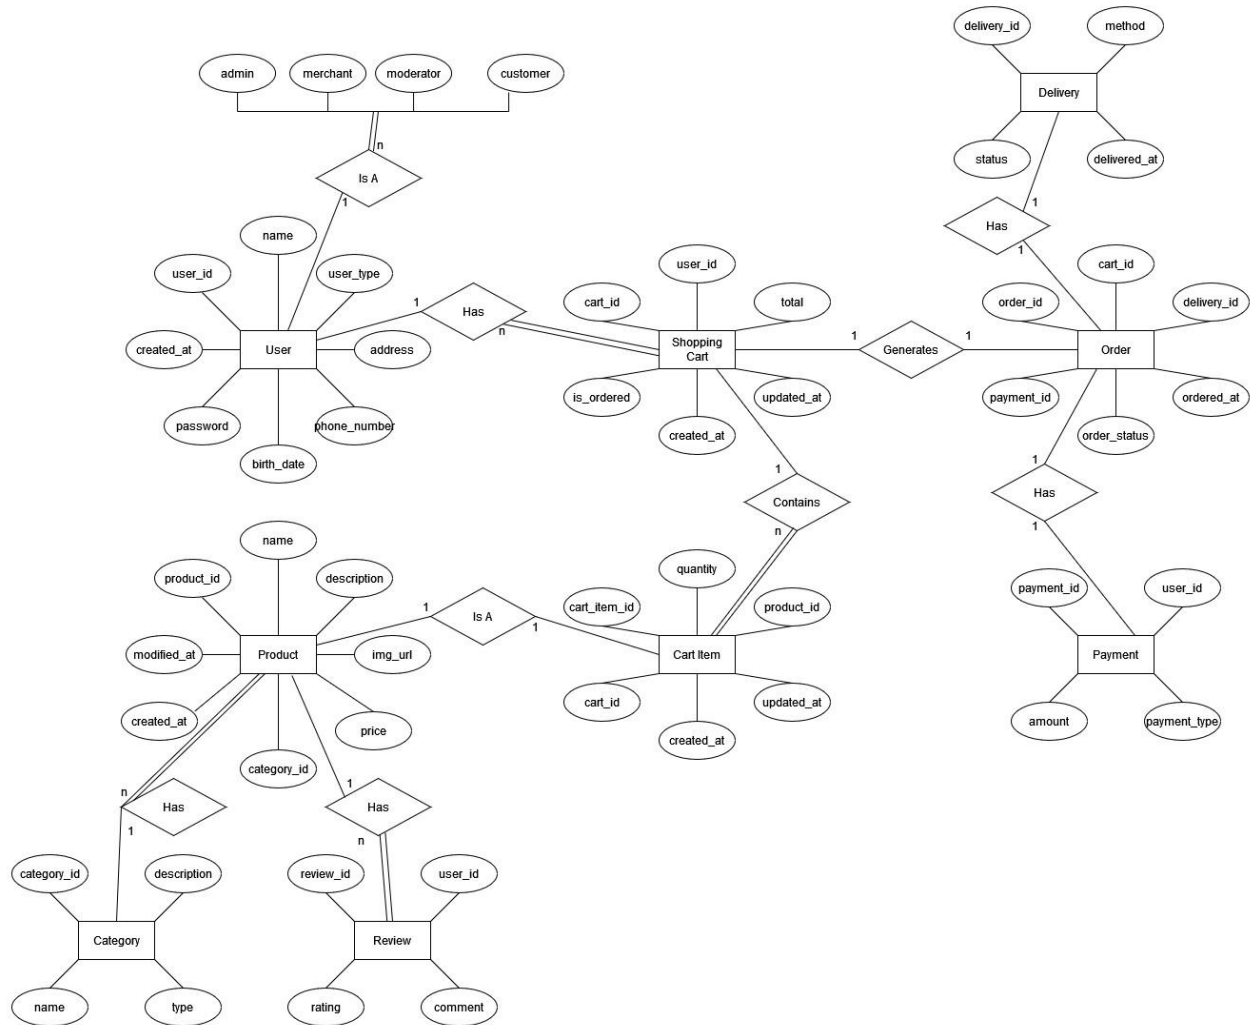 delivery_id
method
admin
merchant
moderator
customer
Delivery
n
status
delivered_at
Is A
1
1
Has
1
name
user_id
user_type
user_id
cart_id
cart_id
total
order_id
delivery_id
1
Has
n
created_at
User
address
Shopping
Cart
1
Generates
1
Order
is_ordered
updated_at
payment_id
ordered_at
password
phone_number
created_at
order_status
birth_date
1
1
Has
1
Contains
n
name
quantity
product_id
description
cart_item_id
product_id
payment_id
user_id
1
Is A
1
modified_at
Product
img_url
Cart Item
Payment
created_at
price
cart_id
updated_at
amount
payment_type
category_id
created_at
n
Has
1
1
Has
n
category_id
description
review_id
user_id
Category
Review
name
type
rating
comment